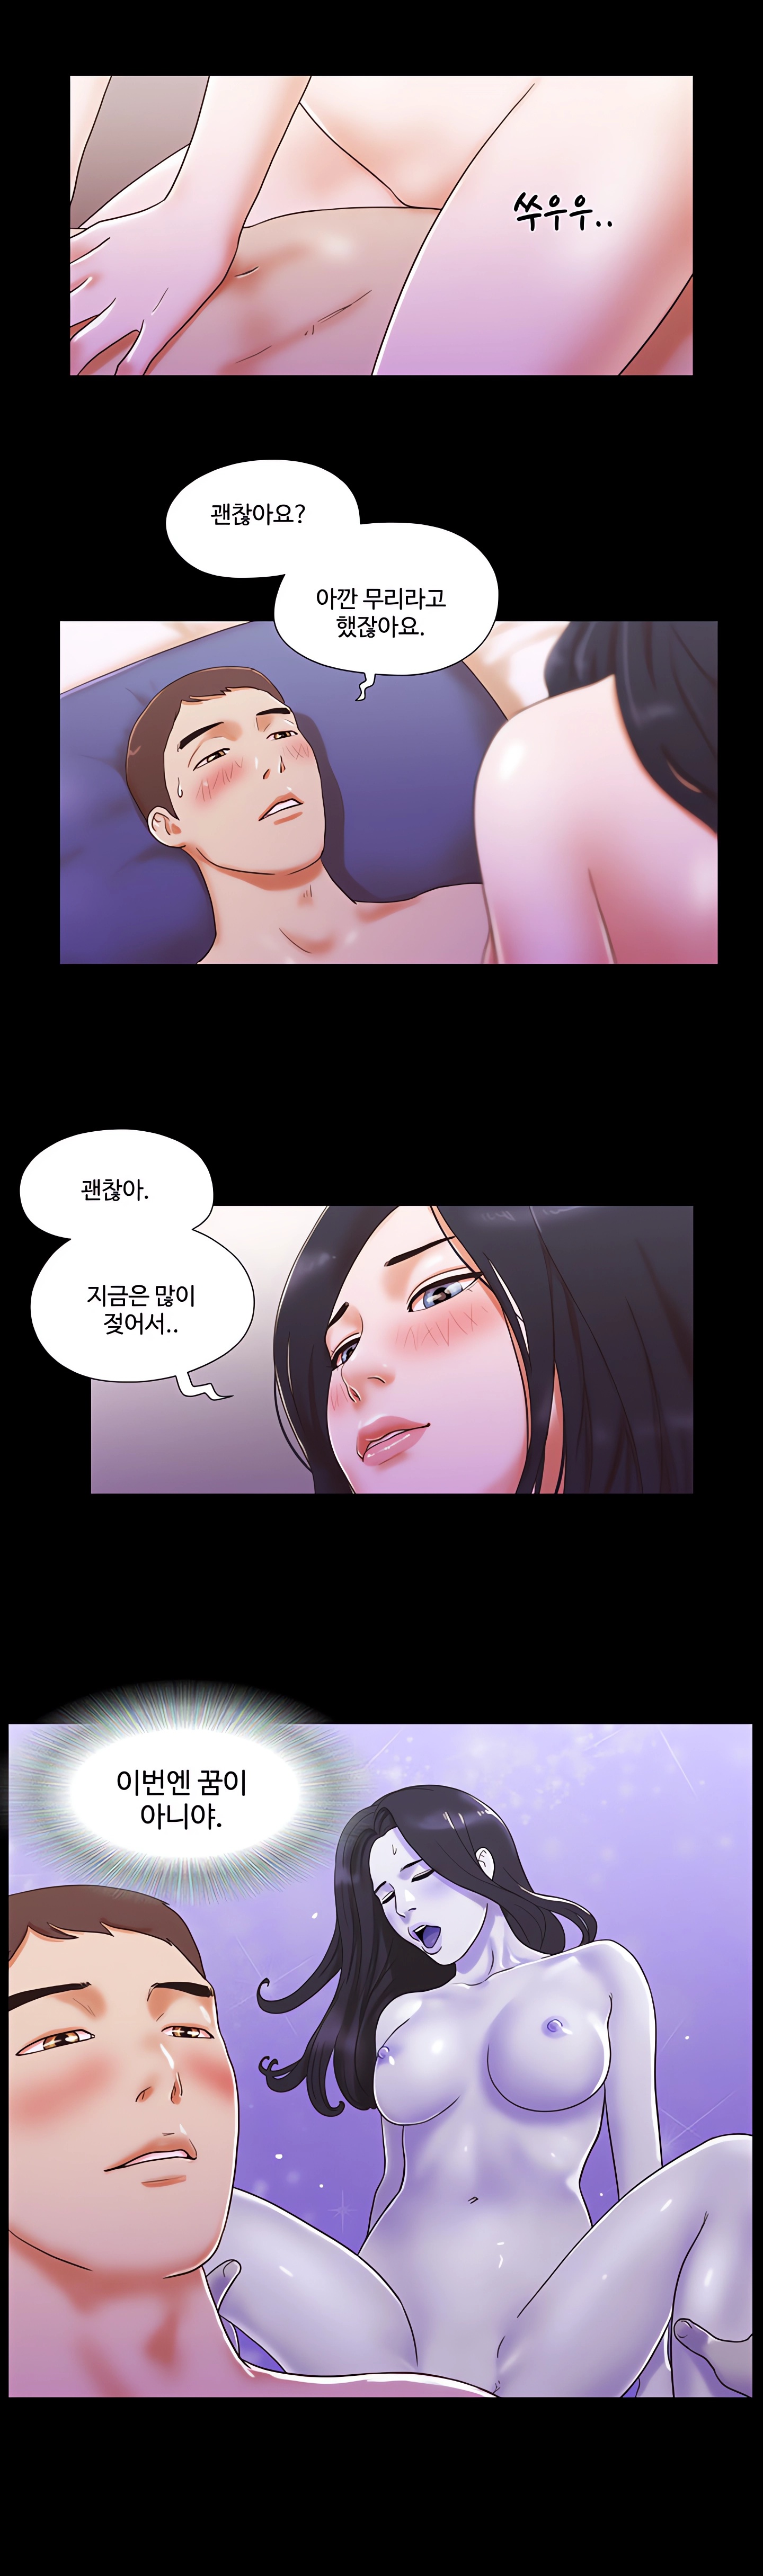 쑤우우..
괜찮아요?
아깐 무리라고
했잖아요.
괜찮아.
지금은 많이
젖어서..
이번엔 꿈이
아니야.